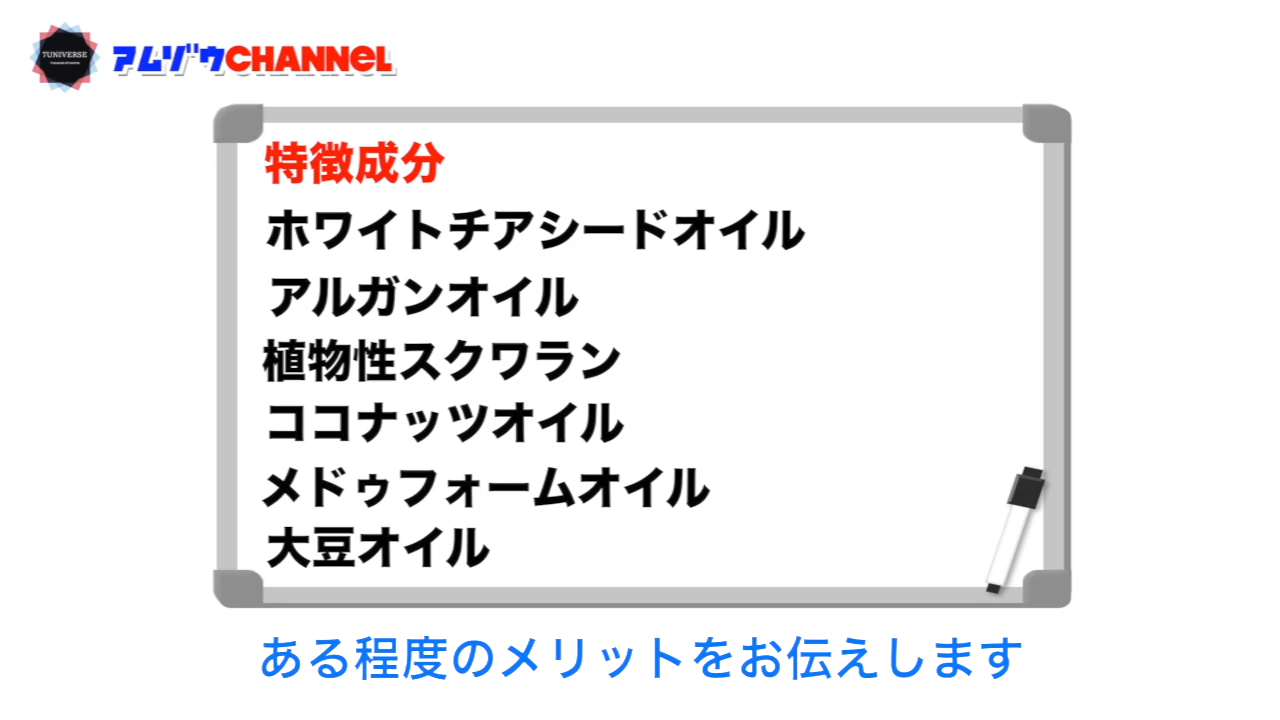 TUNIVERSE
アムゾウCHANNEL
特徴成分
ホワイトチアシードオイル
アルガンオイル
植物性スクワラン
ココナッツオイル
メドゥフォームオイル
大豆オイル
ある程度のメリットをお伝えします